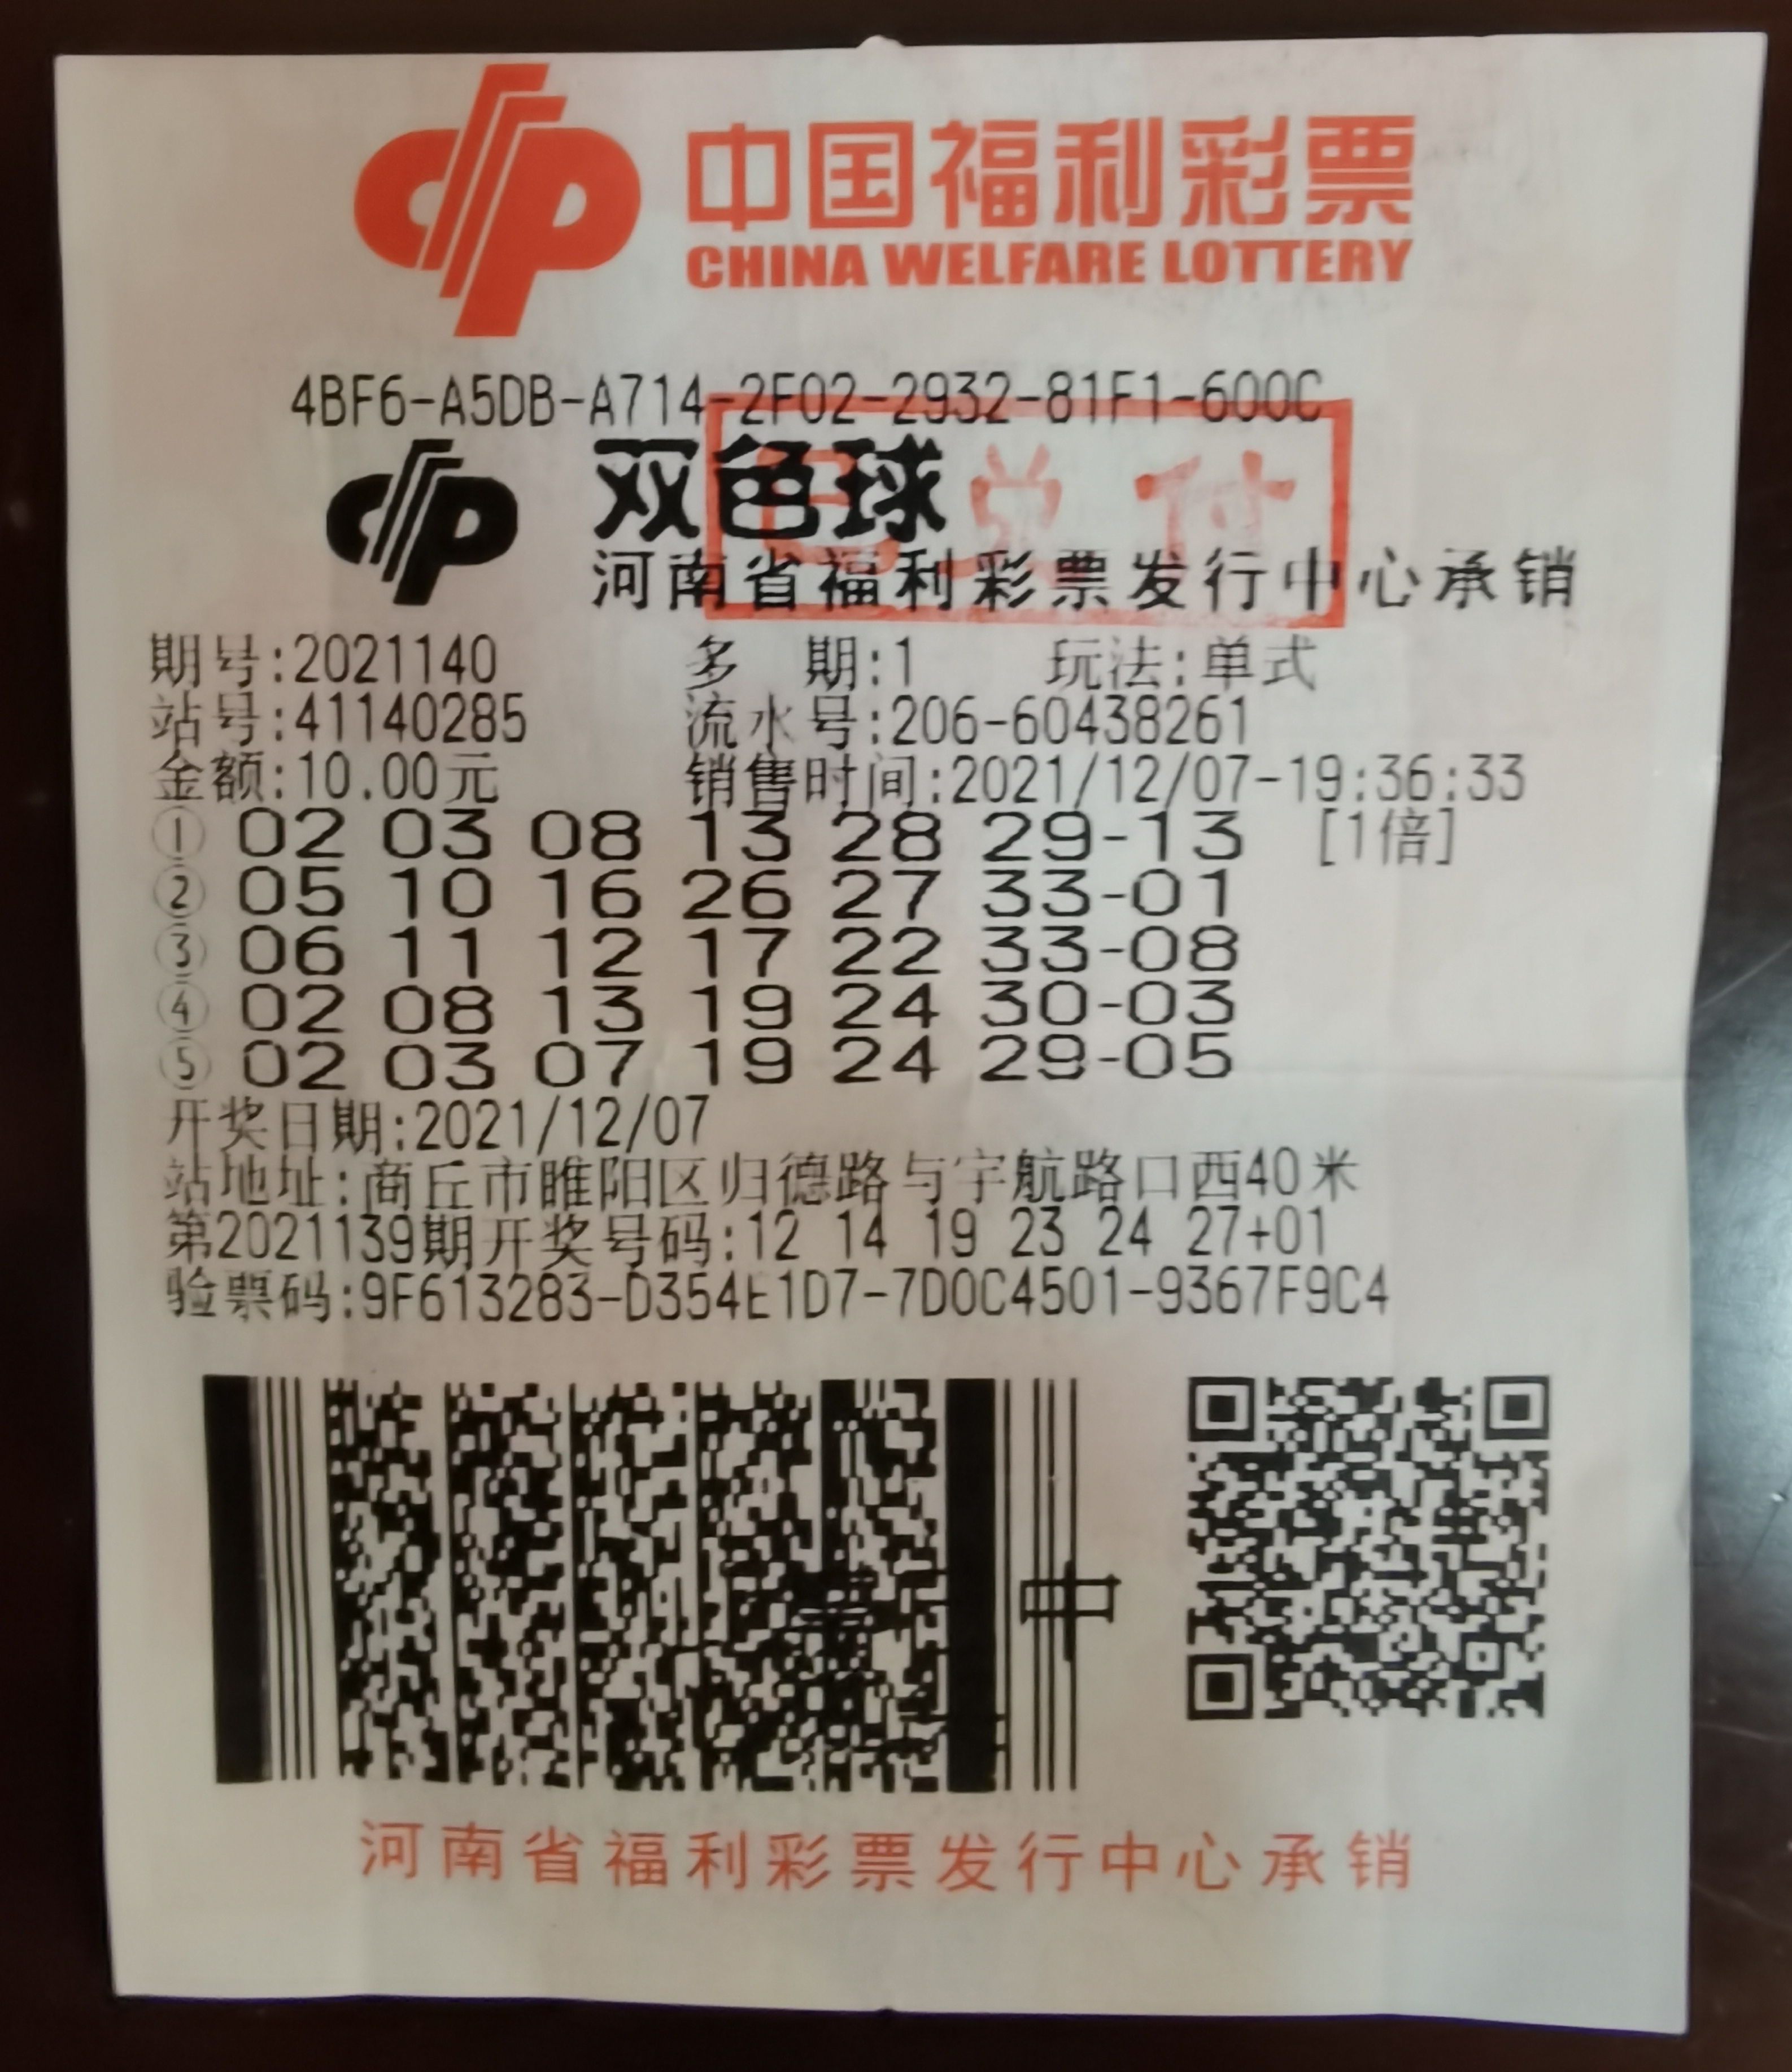 中国福利彩票
CHINA WELFARE LOTTERY
4BF6-A5DB-A714-2F02-2932-81F1-600C
双色球
已兑付
河南省福利彩票发行中心承销
期号:2021140 多 期:1 玩法:单式
站号:41140285 流水号:206-60438261
金额:10.00元 销售时间:2021/12/07-19:36:33
① 02 03 08 13 28 29-13 [1倍]
② 05 10 16 26 27 33-01
③ 06 11 12 17 22 33-08
④ 02 08 13 19 24 30-03
⑤ 02 03 07 19 24 29-05
开奖日期:2021/12/07
站地址:商丘市睢阳区归德路与宇航路口西40米
第2021139期开奖号码:12 14 19 23 24 27+01
验票码:9F613283-D354E1D7-7D0C4501-9367F9C4
中
河南省福利彩票发行中心承销